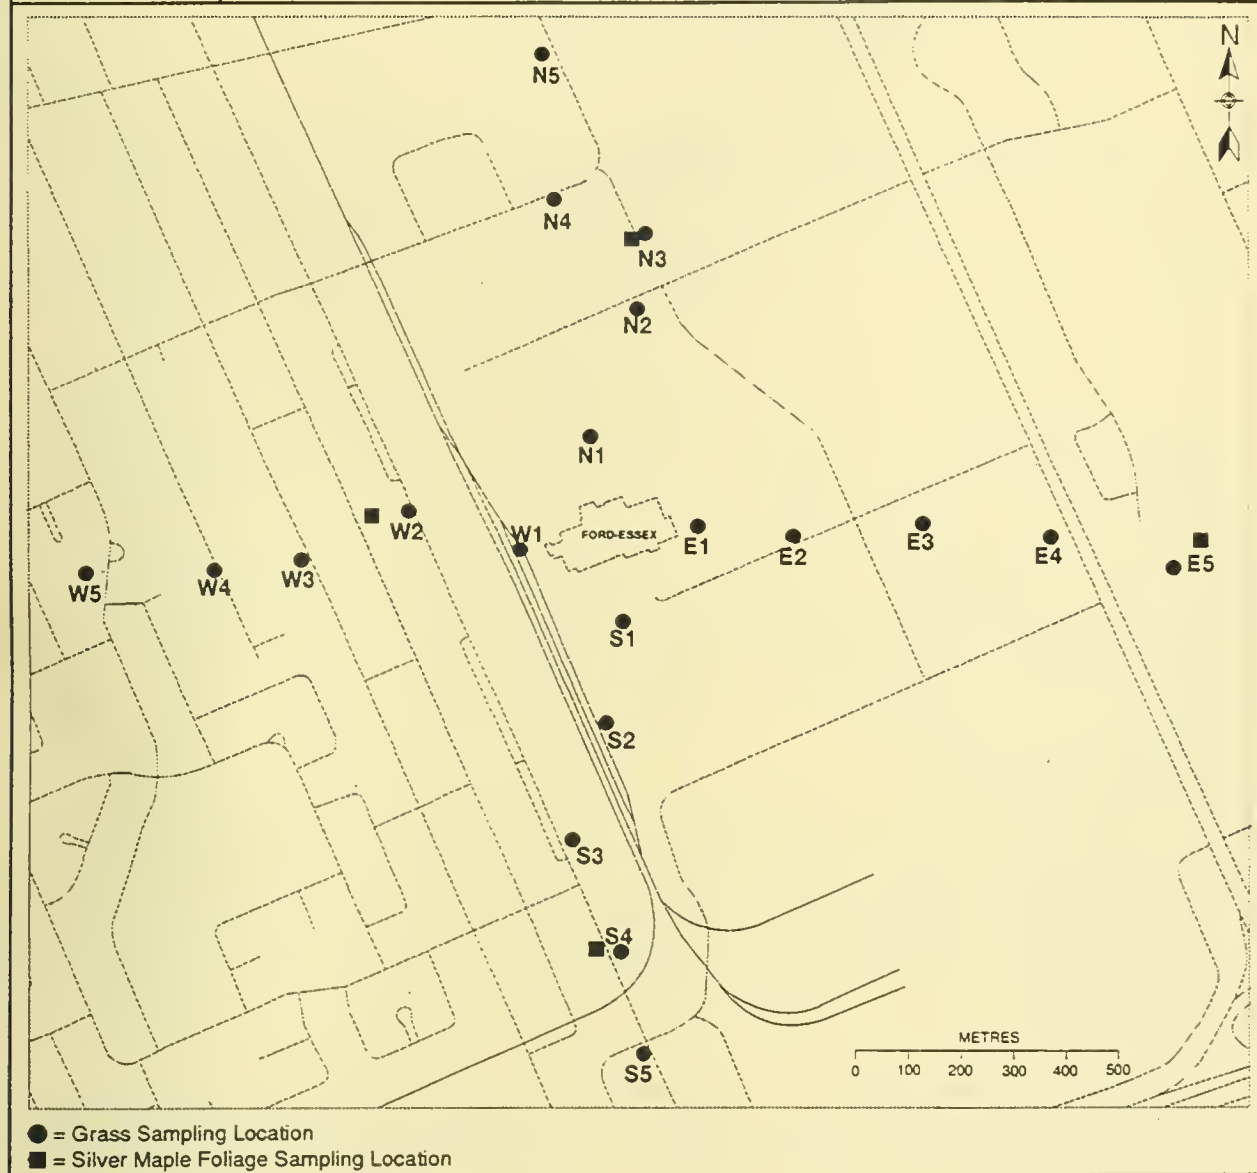 N
N5
N4
N3
N2
N1
W1
FORD-ESSEX
W2
W3
W4
W5
E1
E2
E3
E4
E5
S1
S2
S3
S4
S5
METRES
0 100 200 300 400 500
= Grass Sampling Location
= Silver Maple Foliage Sampling Location